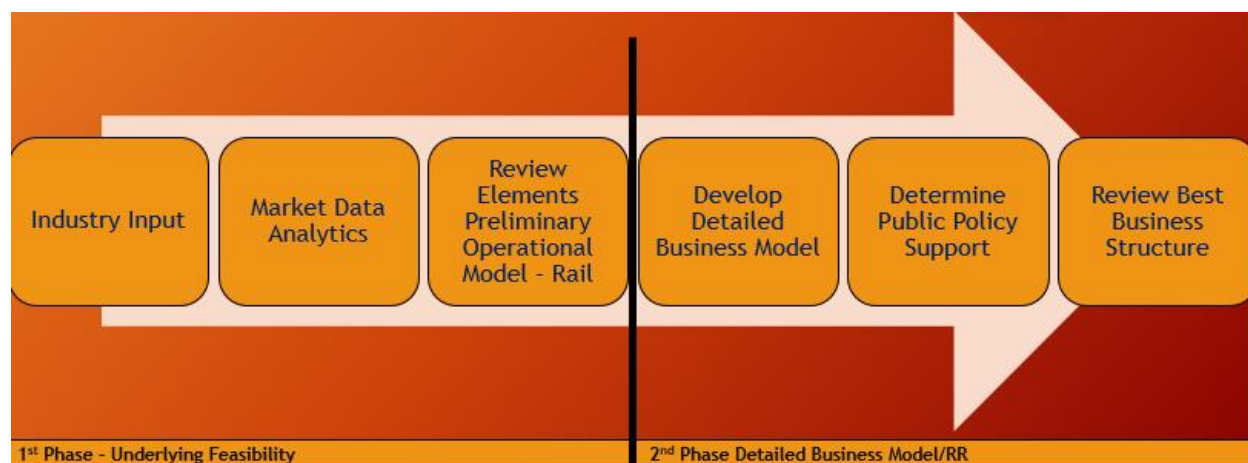 Industry Input
Market Data
Analytics
Review
Elements
Preliminary
Operational
Model - Rail
Develop
Detailed
Business Model
Determine
Public Policy
Support
Review Best
Business
Structure
1st Phase - Underlying Feasibility
2nd Phase Detailed Business Model/RR